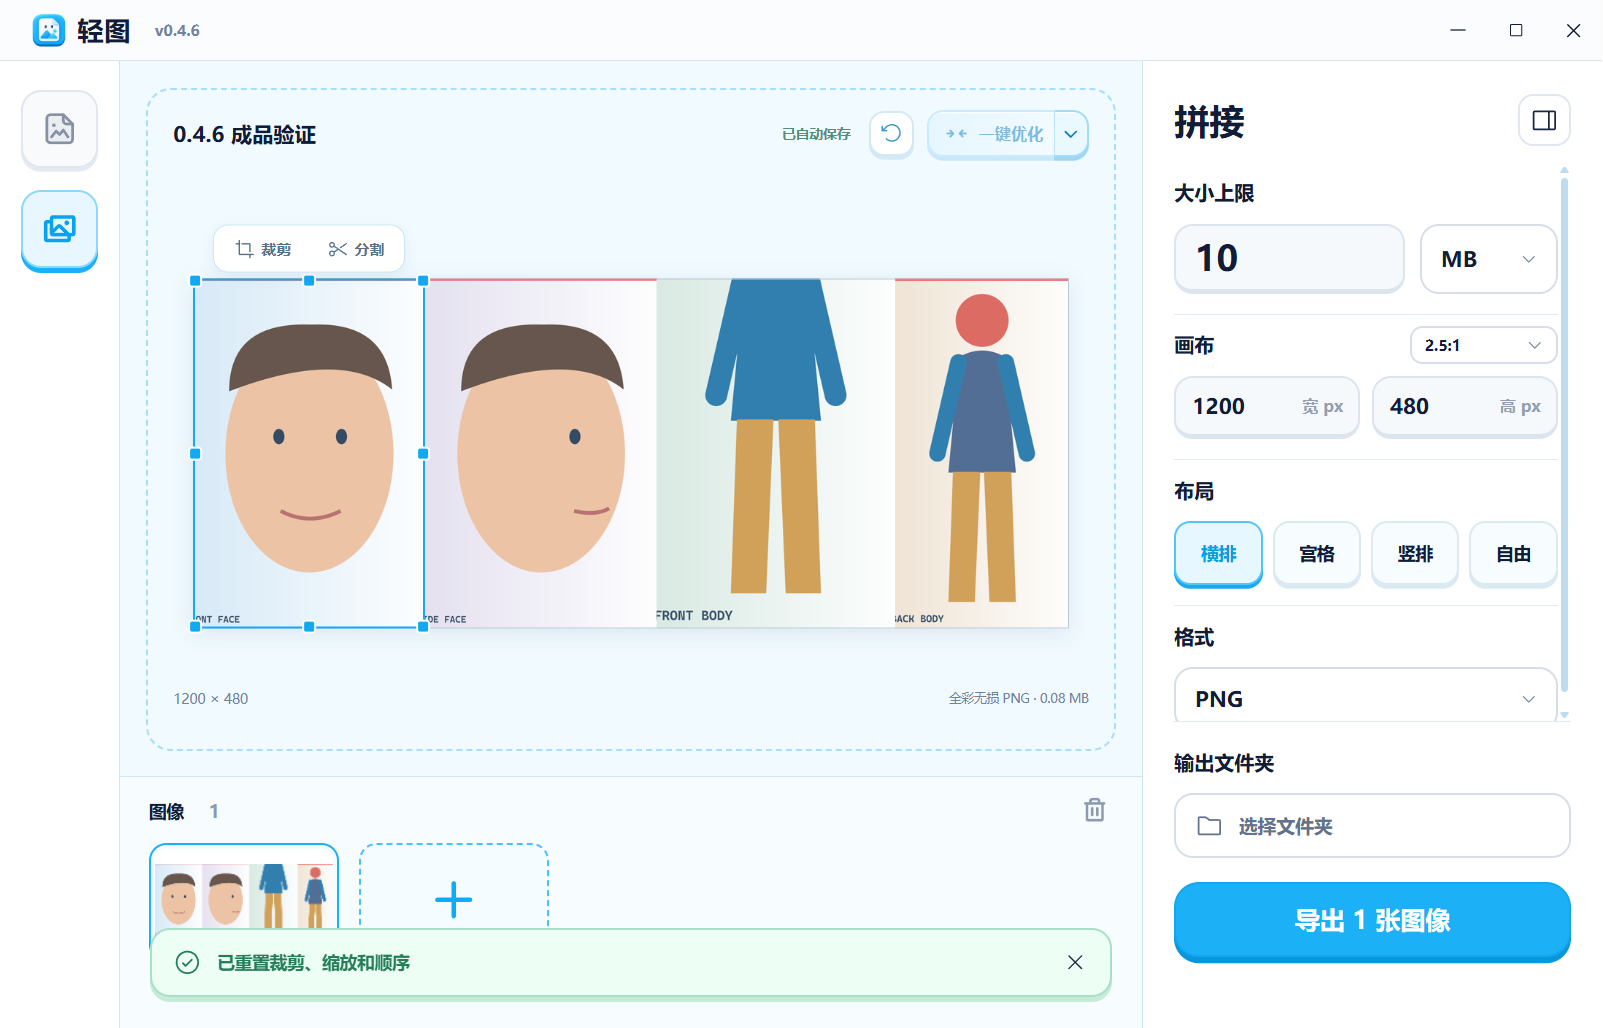 轻图 v0.4.6
0.4.6 成品验证
已自动保存
一键优化
裁剪
分割
ONT FACE
DE FACE
FRONT BODY
BACK BODY
1200 × 480
全彩无损 PNG · 0.08 MB
图像 1
已重置裁剪、缩放和顺序
拼接
大小上限
10
MB
画布
2.5:1
1200 宽 px
480 高 px
布局
横排
宫格
竖排
自由
格式
PNG
输出文件夹
选择文件夹
导出 1 张图像